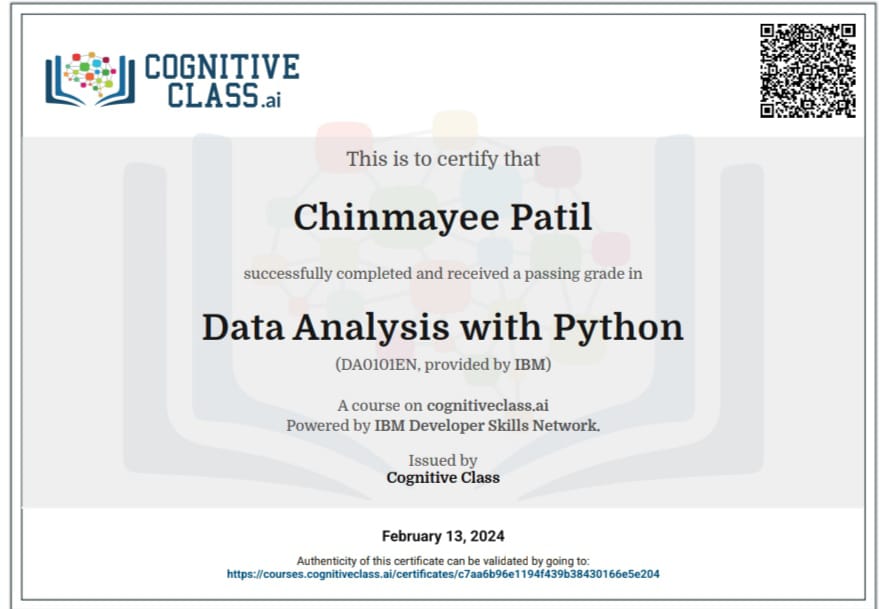 COGNITIVE
CLASS.ai
This is to certify that
Chinmayee Patil
successfully completed and received a passing grade in
Data Analysis with Python
(DA0101EN, provided by IBM)
A course on cognitiveclass.ai
Powered by IBM Developer Skills Network.
Issued by
Cognitive Class
February 13, 2024
Authenticity of this certificate can be validated by going to:
https://courses.cognitiveclass.ai/certificates/c7aa6b96e1194f439b38430166e5e204